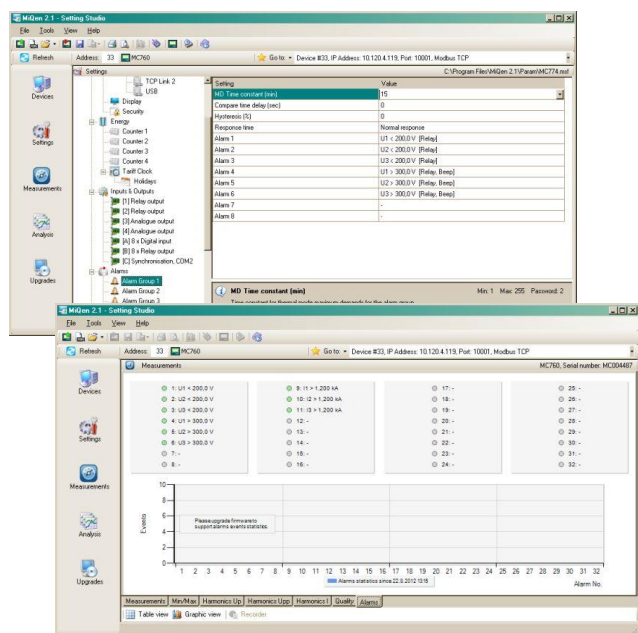 MiQen 2.1 - Setting Studio
File Tools View Help
Refresh Address: 33 MC760 Go to: Device #33, IP Address: 10.120.4.119, Port: 10001, Modbus TCP
Settings C:\Program Files\MiQen 2.1\Param\MC774.msf
Devices
Settings
Measurements
Analysis
Upgrades
TCP Link 2
USB
Display
Security
Energy
Counter 1
Counter 2
Counter 3
Counter 4
Tariff Clock
Holidays
Inputs & Outputs
[1] Relay output
[2] Relay output
[3] Analogue output
[4] Analogue output
[A] 8 x Digital input
[B] 8 x Relay output
[C] Synchronisation, COM2
Alarms
Alarm Group 1
Alarm Group 2
Alarm Group 3
Setting Value
MD Time constant (min) 15
Compare time delay (sec) 0
Hysteresis (%) 0
Response time Normal response
Alarm 1 U1 < 200,0 V [Relay]
Alarm 2 U2 < 200,0 V [Relay]
Alarm 3 U3 < 200,0 V [Relay]
Alarm 4 U1 > 300,0 V [Relay, Beep]
Alarm 5 U2 > 300,0 V [Relay, Beep]
Alarm 6 U3 > 300,0 V [Relay, Beep]
Alarm 7 -
Alarm 8 -
MD Time constant (min) Min: 1 Max: 255 Password: 2
Time constant for thermal mode maximum demands for the alarm group
MiQen 2.1 - Setting Studio
File Tools View Help
Refresh Address: 33 MC760 Go to: Device #33, IP Address: 10.120.4.119, Port: 10001, Modbus TCP
Measurements MC760, Serial number: MC004487
Devices
Settings
Measurements
Analysis
Upgrades
1: U1 < 200,0 V
2: U2 < 200,0 V
3: U3 < 200,0 V
4: U1 > 300,0 V
5: U2 > 300,0 V
6: U3 > 300,0 V
7: -
8: -
9: I1 > 1,200 kA
10: I2 > 1,200 kA
11: I3 > 1,200 kA
12: -
13: -
14: -
15: -
16: -
17: -
18: -
19: -
20: -
21: -
22: -
23: -
24: -
25: -
26: -
27: -
28: -
29: -
30: -
31: -
32: -
10
8
6
4
2
0
Events
Please upgrade firmware to
support alarms events statistics.
1 2 3 4 5 6 7 8 9 10 11 12 13 14 15 16 17 18 19 20 21 22 23 24 25 26 27 28 29 30 31 32
Alarms statistics since 22.8.2012 13:15
Alarm No.
Measurements Min/Max Harmonics Up Harmonics Upp Harmonics I Quality Alarms
Table view Graphic view Recorder